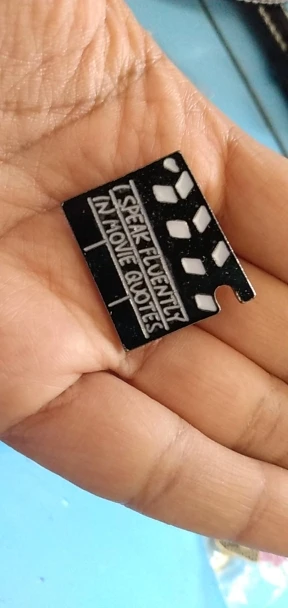 I SPEAK FLUENTLY
IN MOVIE QUOTES